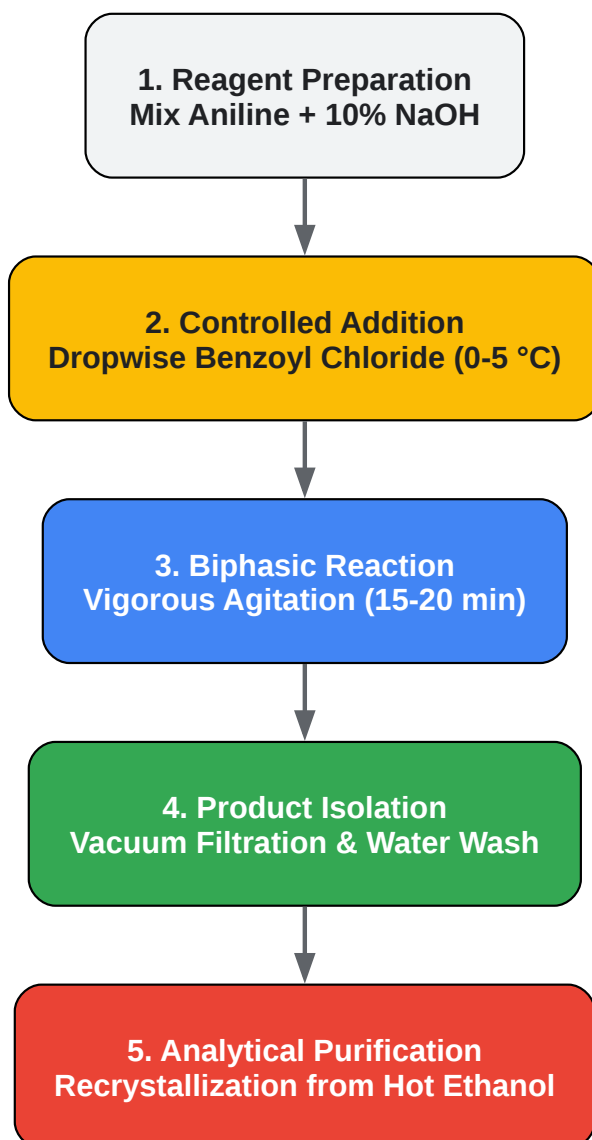 1. Reagent Preparation
Mix Aniline + 10% NaOH
2. Controlled Addition
Dropwise Benzoyl Chloride (0-5 °C)
3. Biphasic Reaction
Vigorous Agitation (15-20 min)
4. Product Isolation
Vacuum Filtration & Water Wash
5. Analytical Purification
Recrystallization from Hot Ethanol